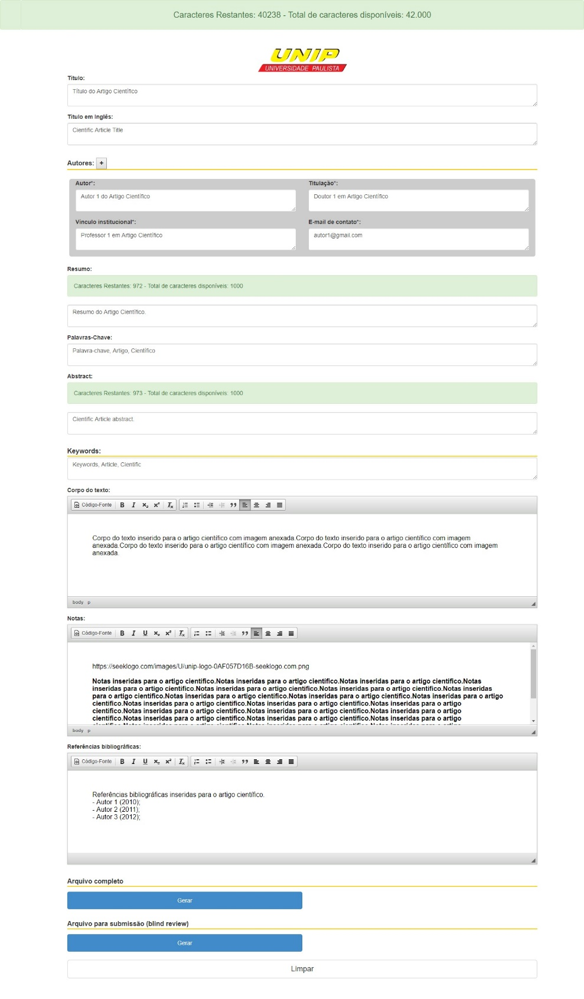 Caracteres Restantes: 40238 - Total de caracteres disponíveis: 42.000
UNIP
UNIVERSIDADE PAULISTA
Título:
Título do Artigo Científico
Título em Inglês:
Cientific Article Title
Autores: +
Autor*:
Titulação*:
Autor 1 do Artigo Científico
Doutor 1 em Artigo Científico
Vínculo institucional*:
E-mail de contato*:
Professor 1 em Artigo Científico
autor1@gmail.com
Resumo:
Caracteres Restantes: 972 - Total de caracteres disponíveis: 1000
Resumo do Artigo Científico.
Palavras-Chave:
Palavra-chave, Artigo, Científico
Abstract:
Caracteres Restantes: 973 - Total de caracteres disponíveis: 1000
Cientific Article abstract.
Keywords:
Keywords, Article, Cientific
Corpo do texto:
Código-Fonte B I x₂ x² Tx
Corpo do texto inserido para o artigo científico com imagem anexada.Corpo do texto inserido para o artigo científico com imagem
anexada.Corpo do texto inserido para o artigo científico com imagem anexada.Corpo do texto inserido para o artigo científico com imagem
anexada.
body p
Notas:
Código-Fonte B I U x₂ x² Tx
https://seeklogo.com/images/U/unip-logo-0AF057D16B-seeklogo.com.png
Notas inseridas para o artigo científico.Notas inseridas para o artigo científico.Notas inseridas para o artigo científico.Notas
inseridas para o artigo científico.Notas inseridas para o artigo científico.Notas inseridas para o artigo científico.Notas inseridas
para o artigo científico.Notas inseridas para o artigo científico.Notas inseridas para o artigo científico.Notas inseridas para o artigo
científico.Notas inseridas para o artigo científico.Notas inseridas para o artigo científico.Notas inseridas para o artigo
científico.Notas inseridas para o artigo científico.Notas inseridas para o artigo científico.Notas inseridas para o artigo
científico.Notas inseridas para o artigo científico.Notas inseridas para o artigo científico.Notas inseridas para o artigo
body p
Referências bibliográficas:
Código-Fonte B I U x₂ x² Tx
Referências bibliográficas inseridas para o artigo científico.
- Autor 1 (2010);
- Autor 2 (2011);
- Autor 3 (2012);
Arquivo completo
Gerar
Arquivo para submissão (blind review)
Gerar
Limpar